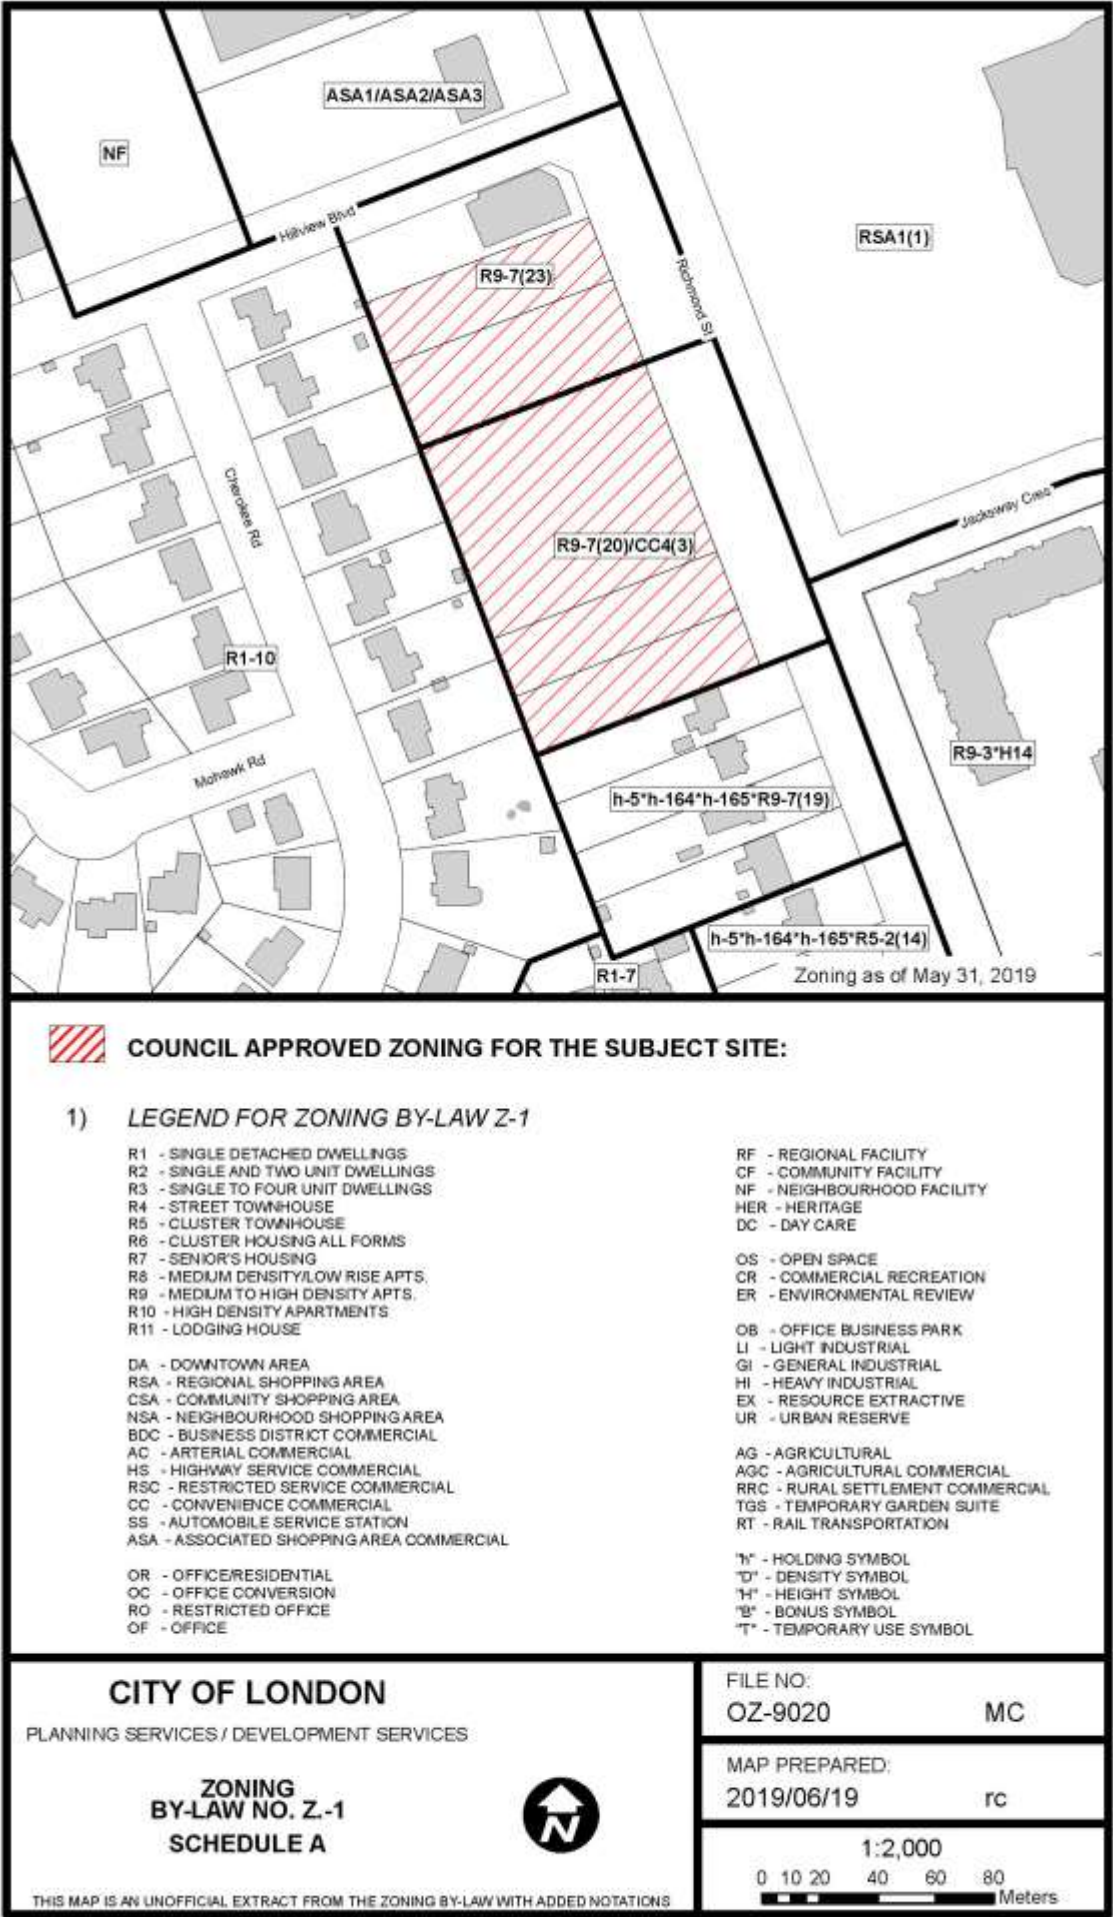 ASA1/ASA2/ASA3
NF
Hillview Blvd
RSA1(1)
R9-7(23)
Richmond St
Cherokee Rd
Jacksway Cres
R9-7(20)/CC4(3)
R1-10
R9-3*H14
Mohawk Rd
h-5*h-164*h-165*R9-7(19)
h-5*h-164*h-165*R5-2(14)
R1-7
Zoning as of May 31, 2019
COUNCIL APPROVED ZONING FOR THE SUBJECT SITE:
1) LEGEND FOR ZONING BY-LAW Z-1
R1 - SINGLE DETACHED DWELLINGS
R2 - SINGLE AND TWO UNIT DWELLINGS
R3 - SINGLE TO FOUR UNIT DWELLINGS
R4 - STREET TOWNHOUSE
R5 - CLUSTER TOWNHOUSE
R6 - CLUSTER HOUSING ALL FORMS
R7 - SENIOR'S HOUSING
R8 - MEDIUM DENSITY/LOW RISE APTS.
R9 - MEDIUM TO HIGH DENSITY APTS.
R10 - HIGH DENSITY APARTMENTS
R11 - LODGING HOUSE
DA - DOWNTOWN AREA
RSA - REGIONAL SHOPPING AREA
CSA - COMMUNITY SHOPPING AREA
NSA - NEIGHBOURHOOD SHOPPING AREA
BDC - BUSINESS DISTRICT COMMERCIAL
AC - ARTERIAL COMMERCIAL
HS - HIGHWAY SERVICE COMMERCIAL
RSC - RESTRICTED SERVICE COMMERCIAL
CC - CONVENIENCE COMMERCIAL
SS - AUTOMOBILE SERVICE STATION
ASA - ASSOCIATED SHOPPING AREA COMMERCIAL
OR - OFFICE/RESIDENTIAL
OC - OFFICE CONVERSION
RO - RESTRICTED OFFICE
OF - OFFICE
RF - REGIONAL FACILITY
CF - COMMUNITY FACILITY
NF - NEIGHBOURHOOD FACILITY
HER - HERITAGE
DC - DAY CARE
OS - OPEN SPACE
CR - COMMERCIAL RECREATION
ER - ENVIRONMENTAL REVIEW
OB - OFFICE BUSINESS PARK
LI - LIGHT INDUSTRIAL
GI - GENERAL INDUSTRIAL
HI - HEAVY INDUSTRIAL
EX - RESOURCE EXTRACTIVE
UR - URBAN RESERVE
AG - AGRICULTURAL
AGC - AGRICULTURAL COMMERCIAL
RRC - RURAL SETTLEMENT COMMERCIAL
TGS - TEMPORARY GARDEN SUITE
RT - RAIL TRANSPORTATION
"h" - HOLDING SYMBOL
"D" - DENSITY SYMBOL
"H" - HEIGHT SYMBOL
"B" - BONUS SYMBOL
"T" - TEMPORARY USE SYMBOL
CITY OF LONDON
PLANNING SERVICES / DEVELOPMENT SERVICES
ZONING
BY-LAW NO. Z.-1
SCHEDULE A
N
THIS MAP IS AN UNOFFICIAL EXTRACT FROM THE ZONING BY-LAW WITH ADDED NOTATIONS
FILE NO:
OZ-9020 MC
MAP PREPARED:
2019/06/19 rc
1:2,000
0 10 20 40 60 80
Meters